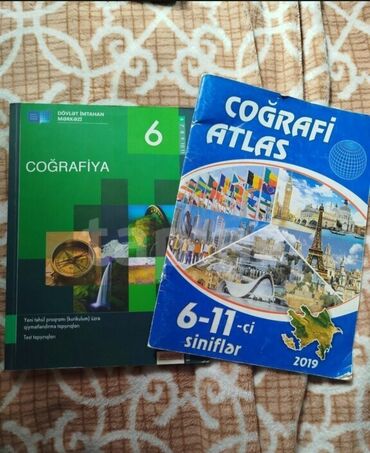 DÖVLƏT İMTAHAN
MƏRKƏZİ
6
COĞRAFİYA
Yeni təhsil proqramı (kurikulum) üzrə
qiymətləndirmə tapşırıqları
Test tapşırıqları
COĞRAFİ
ATLAS
6-11-ci
siniflər
2019